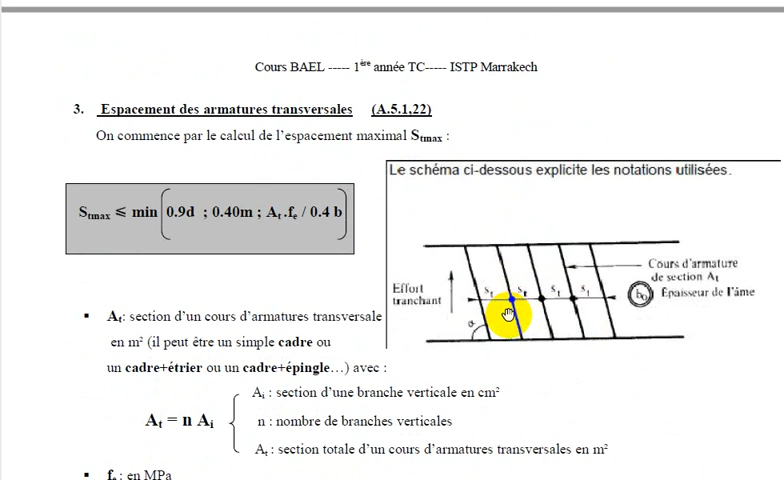 Cours BAEL ----- 1ère année TC----- ISTP Marrakech
3. Espacement des armatures transversales (A.5.1,22)
On commence par le calcul de l'espacement maximal Stmax :
Le schéma ci-dessous explicite les notations utilisées.
Stmax ⩽ min (0.9d ; 0.40m ; At .fe / 0.4 b)
Cours d'armature
de section At
Effort
tranchant
St St St St
b0 Épaisseur de l'âme
α
▪ At: section d'un cours d'armatures transversale
en m² (il peut être un simple cadre ou
un cadre+étrier ou un cadre+épingle…) avec :
Ai : section d'une branche verticale en cm²
At = n Ai
n : nombre de branches verticales
At : section totale d'un cours d'armatures transversales en m²
▪ fe : en MPa